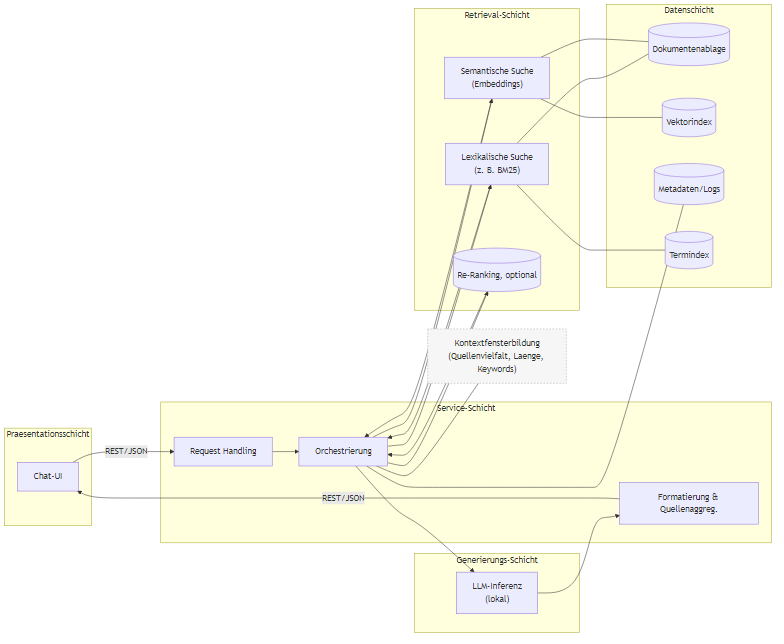 Retrieval-Schicht
Datenschicht
Dokumentenablage
Semantische Suche
(Embeddings)
Vektorindex
Lexikalische Suche
(z. B. BM25)
Metadaten/Logs
Termindex
Re-Ranking, optional
Kontextfensterbildung
(Quellenvielfalt, Laenge,
Keywords)
Service-Schicht
Praesentationsschicht
Chat-UI
REST/JSON
Request Handling
Orchestrierung
REST/JSON
Formatierung &
Quellenaggreg.
Generierungs-Schicht
LLM-Inferenz
(lokal)